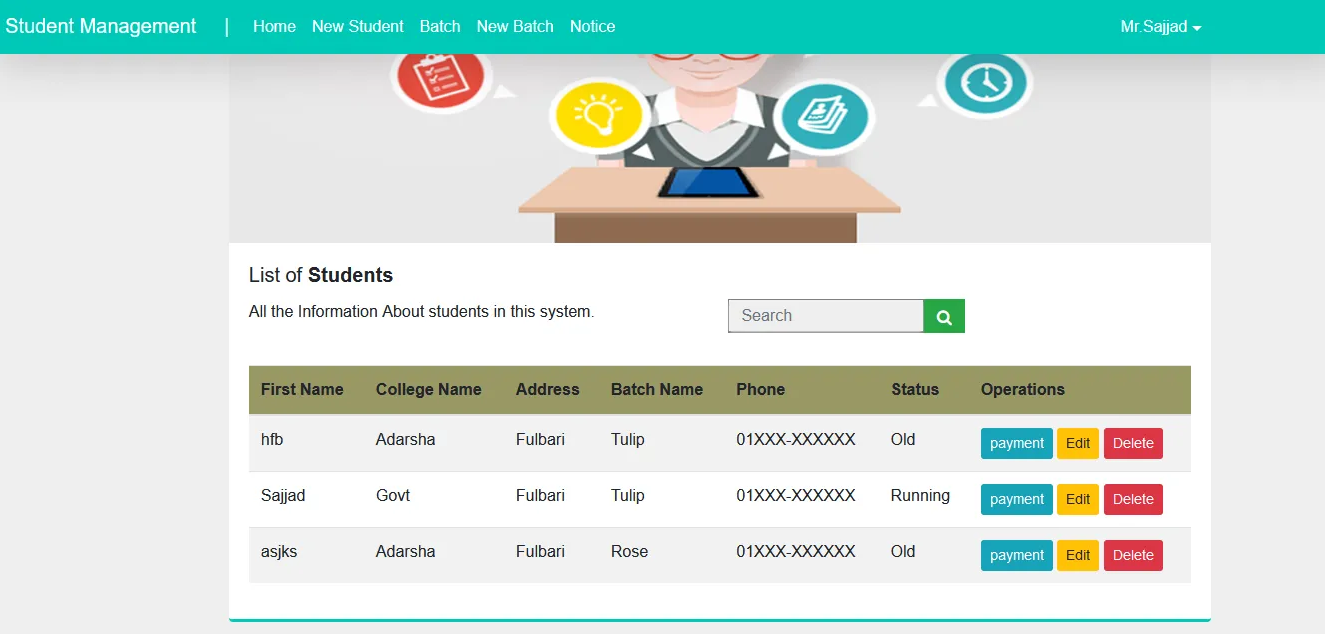 Student Management | Home New Student Batch New Batch Notice Mr.Sajjad
List of Students
All the Information About students in this system.
Search
First Name College Name Address Batch Name Phone Status Operations
hfb Adarsha Fulbari Tulip 01XXX-XXXXXX Old payment Edit Delete
Sajjad Govt Fulbari Tulip 01XXX-XXXXXX Running payment Edit Delete
asjks Adarsha Fulbari Rose 01XXX-XXXXXX Old payment Edit Delete